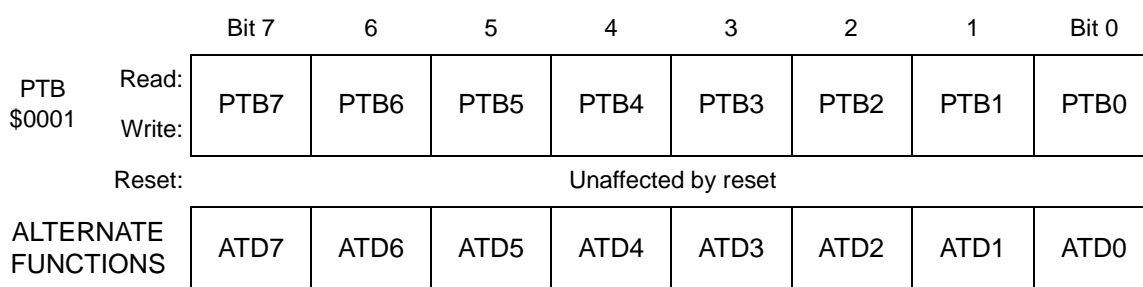 Bit 7 6 5 4 3 2 1 Bit 0
PTB $0001 Read: Write: PTB7 PTB6 PTB5 PTB4 PTB3 PTB2 PTB1 PTB0
Reset: Unaffected by reset
ALTERNATE FUNCTIONS ATD7 ATD6 ATD5 ATD4 ATD3 ATD2 ATD1 ATD0